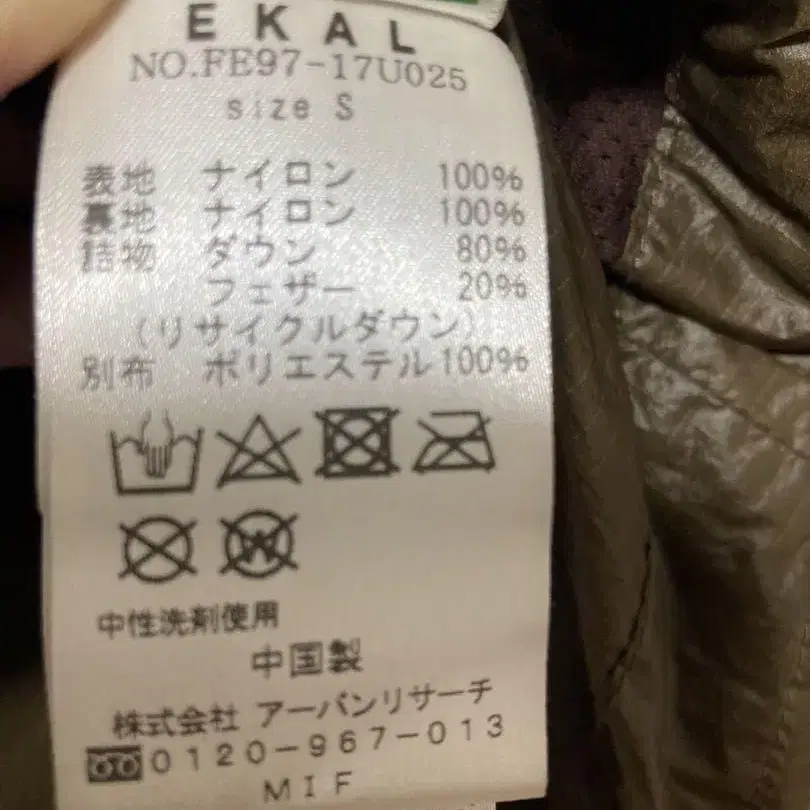 EKAL
NO.FE97-17U025
size S
表地 ナイロン 100%
裏地 ナイロン 100%
詰物 ダウン 80%
フェザー 20%
(リサイクルダウン)
別布 ポリエステル 100%
中性洗剤使用
中国製
株式会社 アーバンリサーチ
0120-967-013
MIF